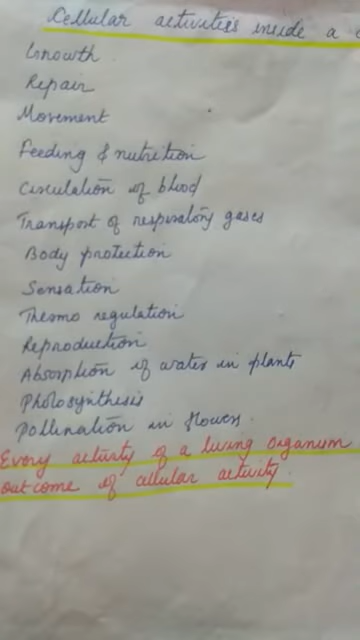 Cellular activities inside a
Growth
Repair
Movement
Feeding & nutrition
Circulation of blood
Transport of respiratory gases
Body protection
Sensation
Thermo regulation
Reproduction
Absorption of water in plants
Photosynthesis
Pollination in flowers
Every activity of a living organism
outcome of cellular activity.